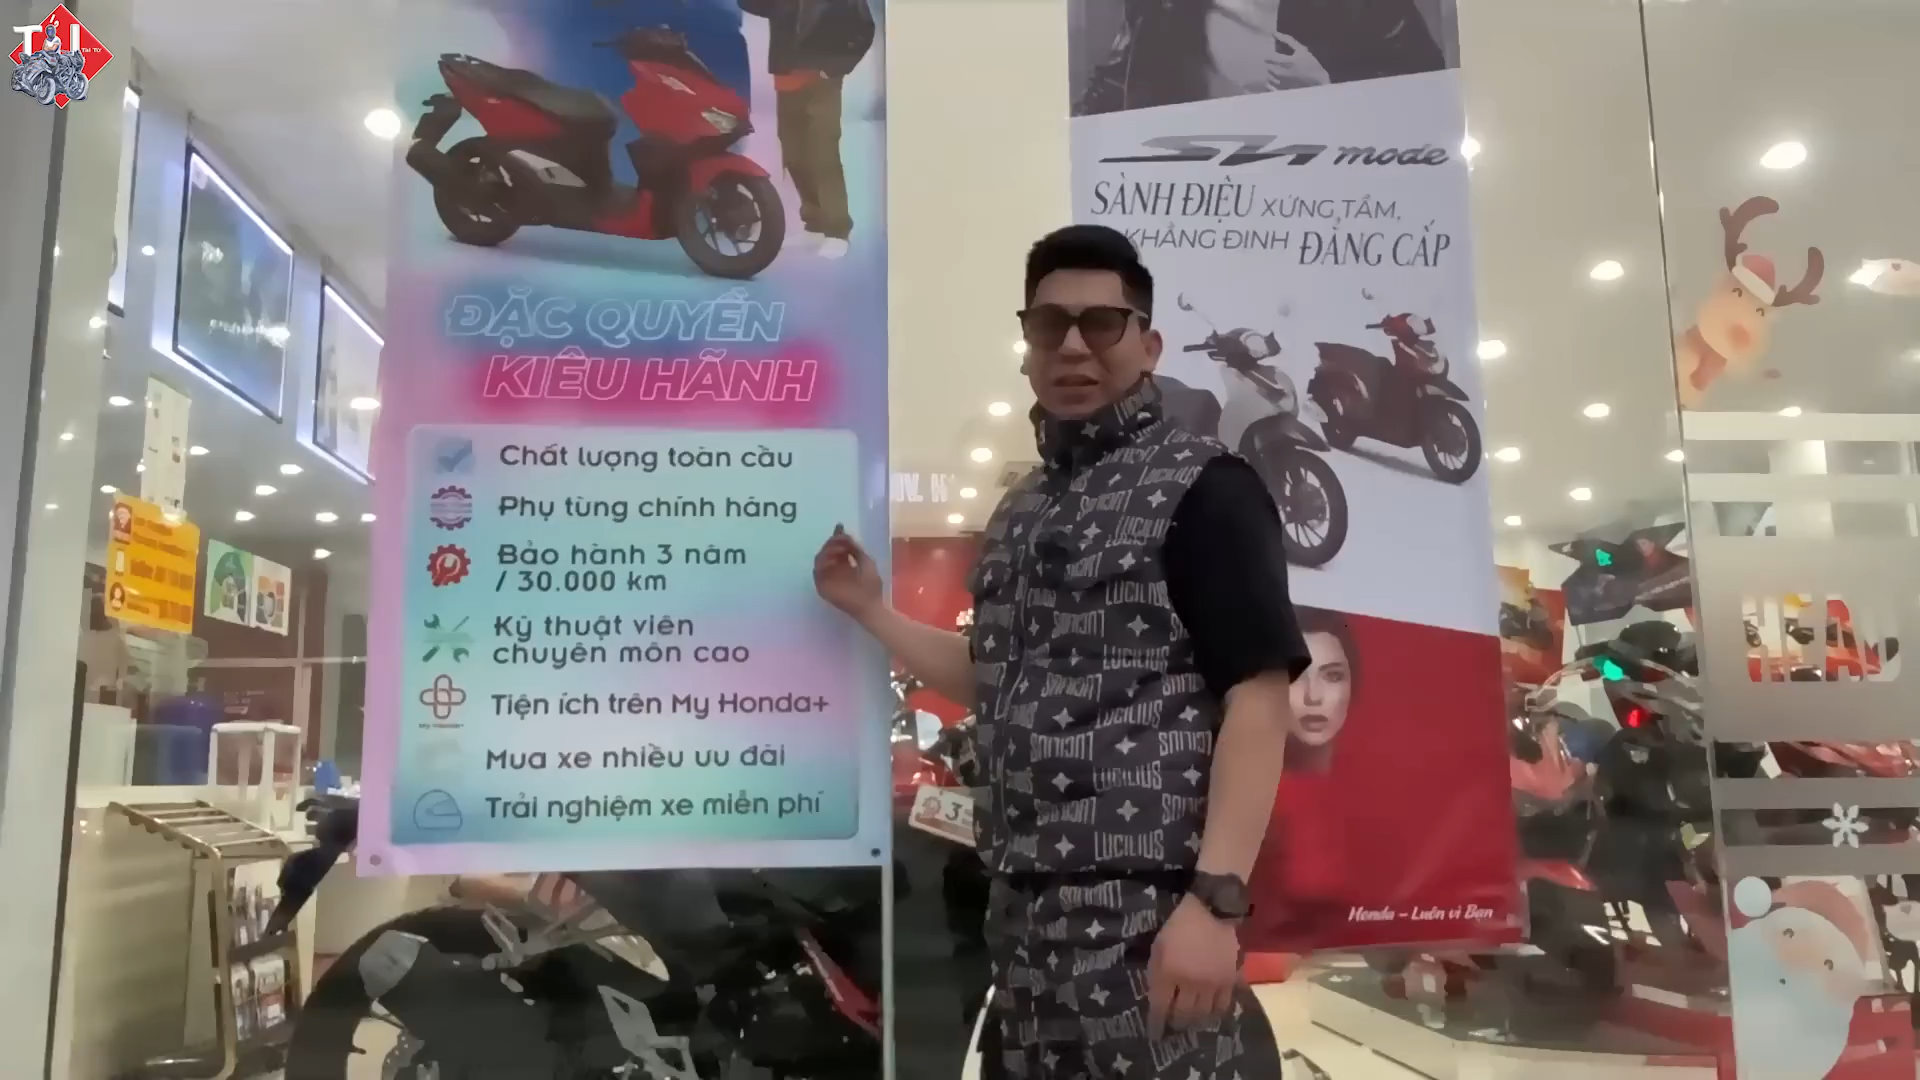 ĐẶC QUYỀN
KIÊU HÃNH
Chất lượng toàn cầu
Phụ tùng chính hãng
Bảo hành 3 năm
/ 30.000 km
Kỹ thuật viên
chuyên môn cao
Tiện ích trên My Honda+
Mua xe nhiều ưu đãi
Trải nghiệm xe miễn phí
SH mode
SÀNH ĐIỆU XỨNG TẦM,
KHẲNG ĐỊNH ĐẲNG CẤP
Honda – Luôn vì Bạn
LUCILIUS
HEAD